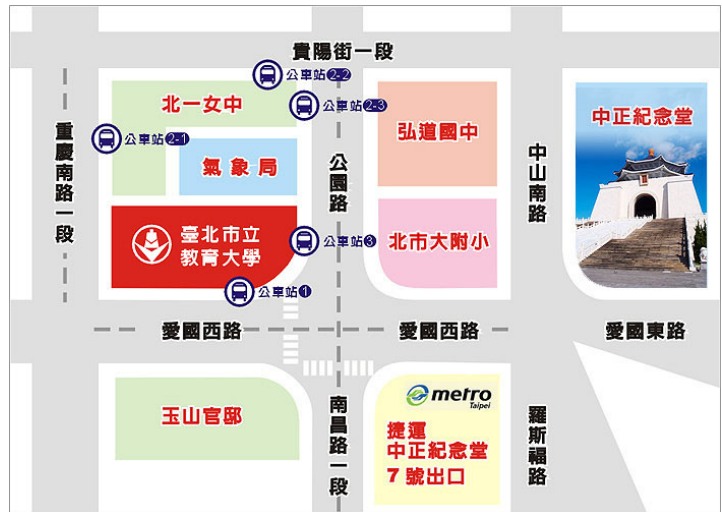 貴陽街一段
公車站2-2
北一女中
公車站2-3
中正紀念堂
重慶南路一段
公車站2-1
弘道國中
氣象局
公園路
中山南路
臺北市立
教育大學
公車站3
北市大附小
公車站1
愛國西路
愛國西路
愛國東路
metro
Taipei
玉山官邸
南昌路一段
捷運
中正紀念堂
7號出口
羅斯福路